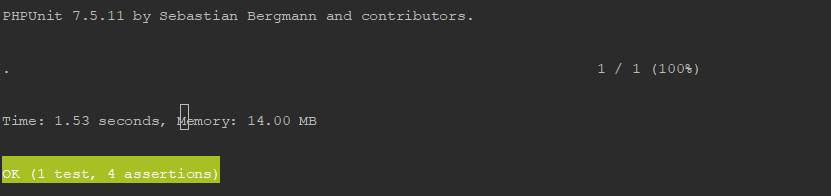 PHPUnit 7.5.11 by Sebastian Bergmann and contributors.
. 1 / 1 (100%)
Time: 1.53 seconds, Memory: 14.00 MB
OK (1 test, 4 assertions)